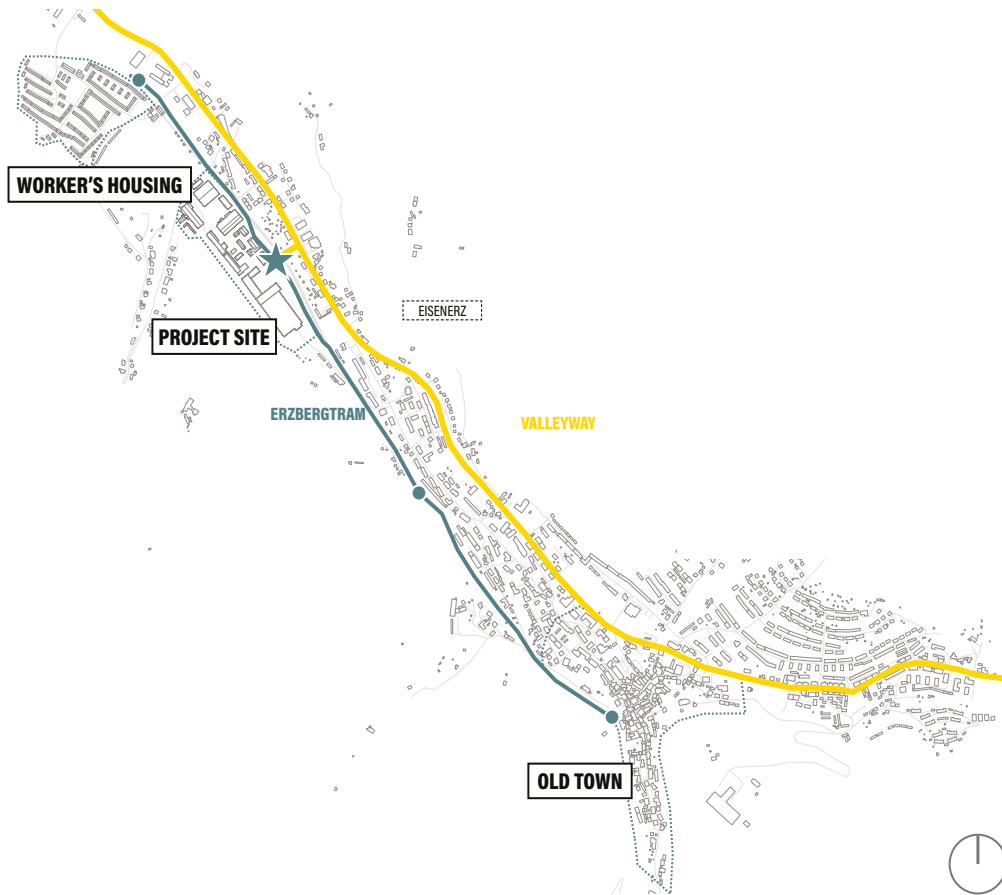 WORKER'S HOUSING
EISENERZ
PROJECT SITE
ERZBERGTRAM
VALLEYWAY
OLD TOWN